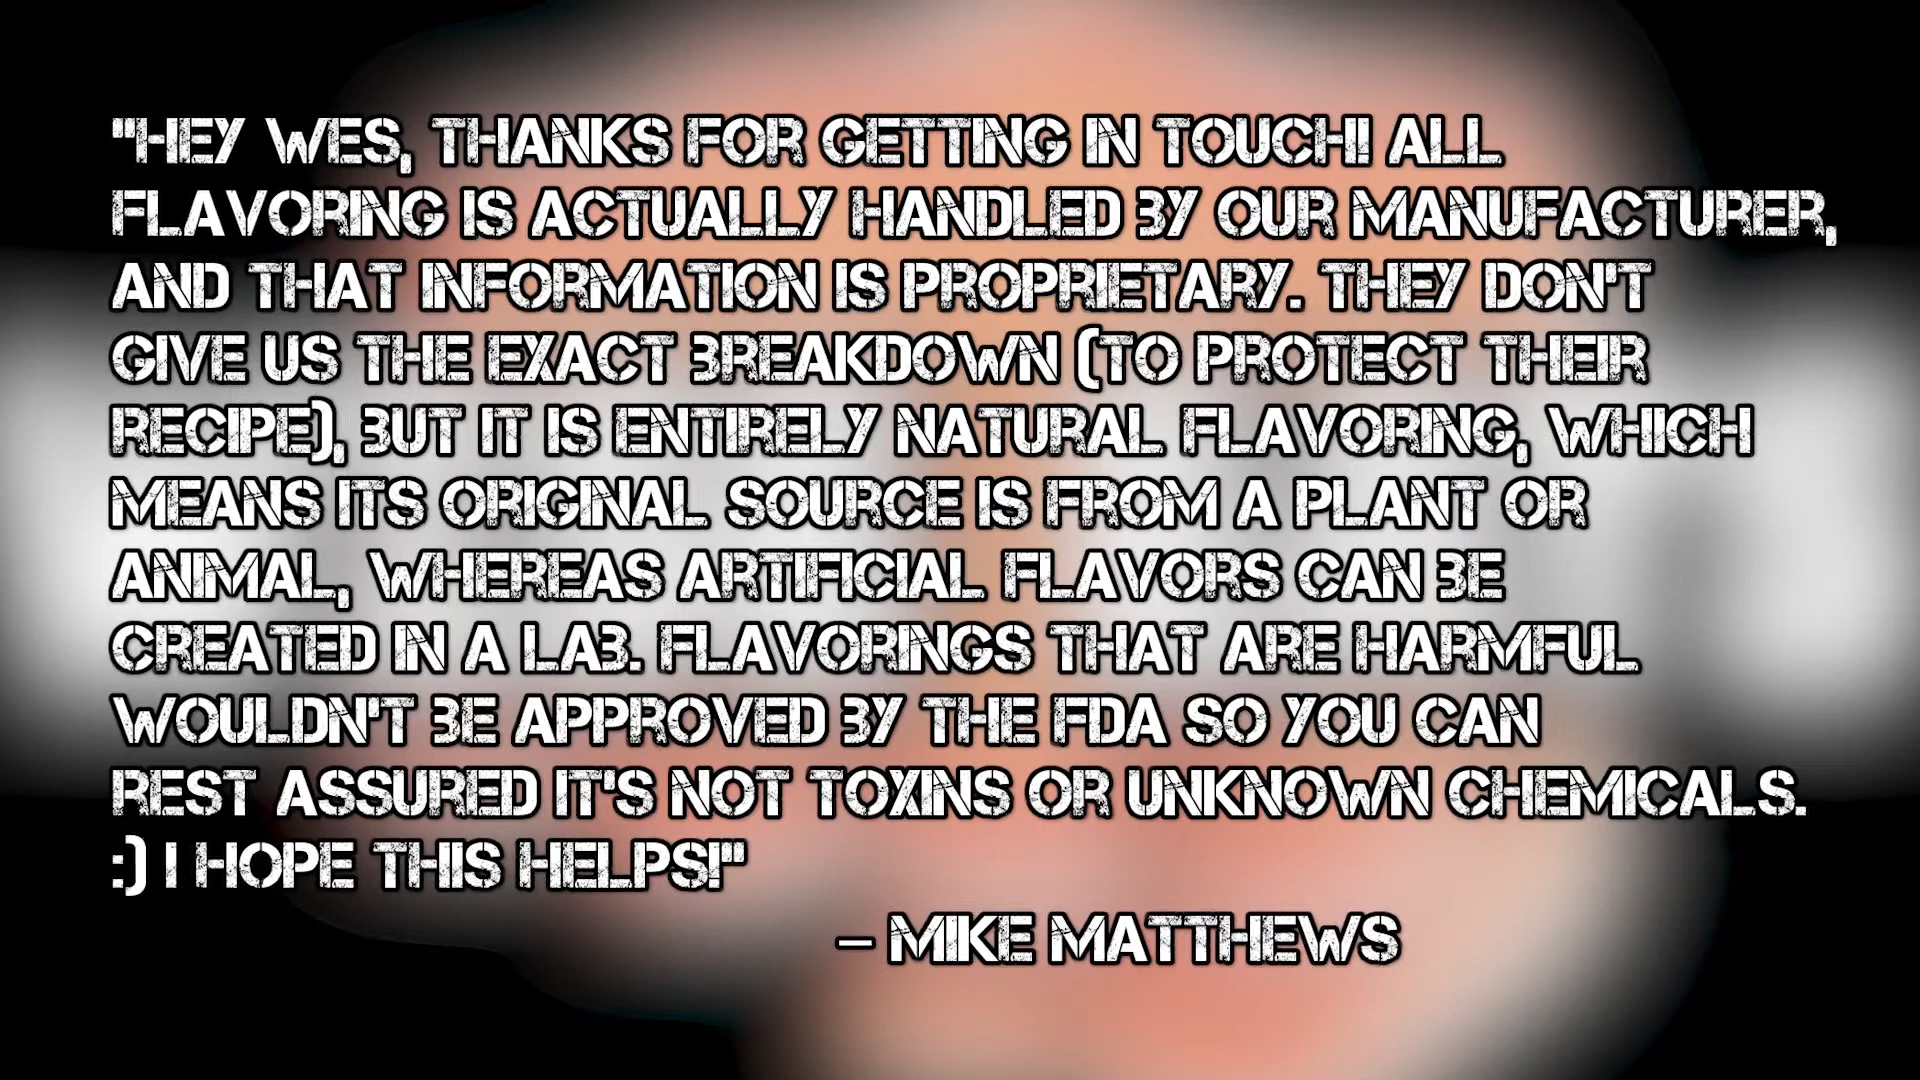 "HEY WES, THANKS FOR GETTING IN TOUCH! ALL
FLAVORING IS ACTUALLY HANDLED BY OUR MANUFACTURER,
AND THAT INFORMATION IS PROPRIETARY. THEY DON'T
GIVE US THE EXACT BREAKDOWN (TO PROTECT THEIR
RECIPE), BUT IT IS ENTIRELY NATURAL FLAVORING, WHICH
MEANS ITS ORIGINAL SOURCE IS FROM A PLANT OR
ANIMAL, WHEREAS ARTIFICIAL FLAVORS CAN BE
CREATED IN A LAB. FLAVORINGS THAT ARE HARMFUL
WOULDN'T BE APPROVED BY THE FDA SO YOU CAN
REST ASSURED IT'S NOT TOXINS OR UNKNOWN CHEMICALS.
:) I HOPE THIS HELPS!"
– MIKE MATTHEWS